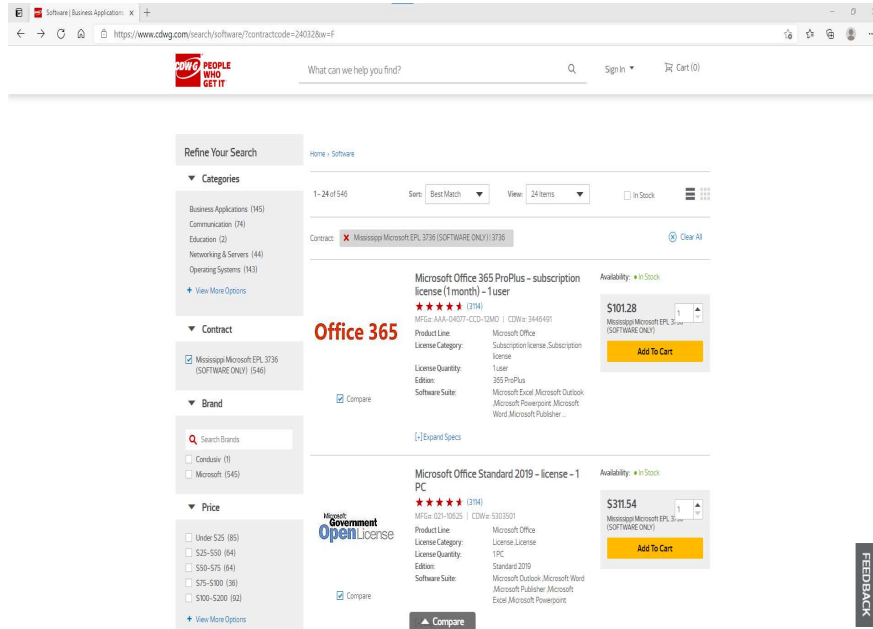 Software | Business Applications
https://www.cdwg.com/search/software/?contractcode=24032&w=F
CDWG PEOPLE
WHO
GET IT
What can we help you find?
Sign In
Cart (0)
Refine Your Search
Categories
Business Applications (145)
Communication (74)
Education (2)
Networking & Servers (44)
Operating Systems (143)
+ View More Options
Contract
Mississippi Microsoft EPL 3736
(SOFTWARE ONLY) (546)
Brand
Search Brands
Condusiv (1)
Microsoft (545)
Price
Under $25 (85)
$25-$50 (64)
$50-$75 (64)
$75-$100 (36)
$100-$200 (92)
+ View More Options
Home › Software
1 - 24 of 546
Sort: Best Match
View: 24 Items
In Stock
Contract: Mississippi Microsoft EPL 3736 (SOFTWARE ONLY) | 3736
Clear All
Office 365
Compare
Microsoft Office 365 ProPlus - subscription
license (1 month) - 1 user
(3114)
MFG#: AAA-04077-CCD-12MO | CDW#: 3446491
Product Line: Microsoft Office
License Category: Subscription license ,Subscription
license
License Quantity: 1 user
Edition: 365 ProPlus
Software Suite: Microsoft Excel ,Microsoft Outlook
,Microsoft Powerpoint ,Microsoft
Word ,Microsoft Publisher ...
[+] Expand Specs
Availability: In Stock
$101.28
1
Mississippi Microsoft EPL
(SOFTWARE ONLY)
Add To Cart
Microsoft
Government
OpenLicense
Compare
Microsoft Office Standard 2019 - license - 1
PC
(3114)
MFG#: 021-10625 | CDW#: 5303501
Product Line: Microsoft Office
License Category: License ,License
License Quantity: 1 PC
Edition: Standard 2019
Software Suite: Microsoft Outlook ,Microsoft Word
,Microsoft Publisher ,Microsoft
Excel ,Microsoft Powerpoint
Availability: In Stock
$311.54
1
Mississippi Microsoft EPL
(SOFTWARE ONLY)
Add To Cart
Compare
FEEDBACK